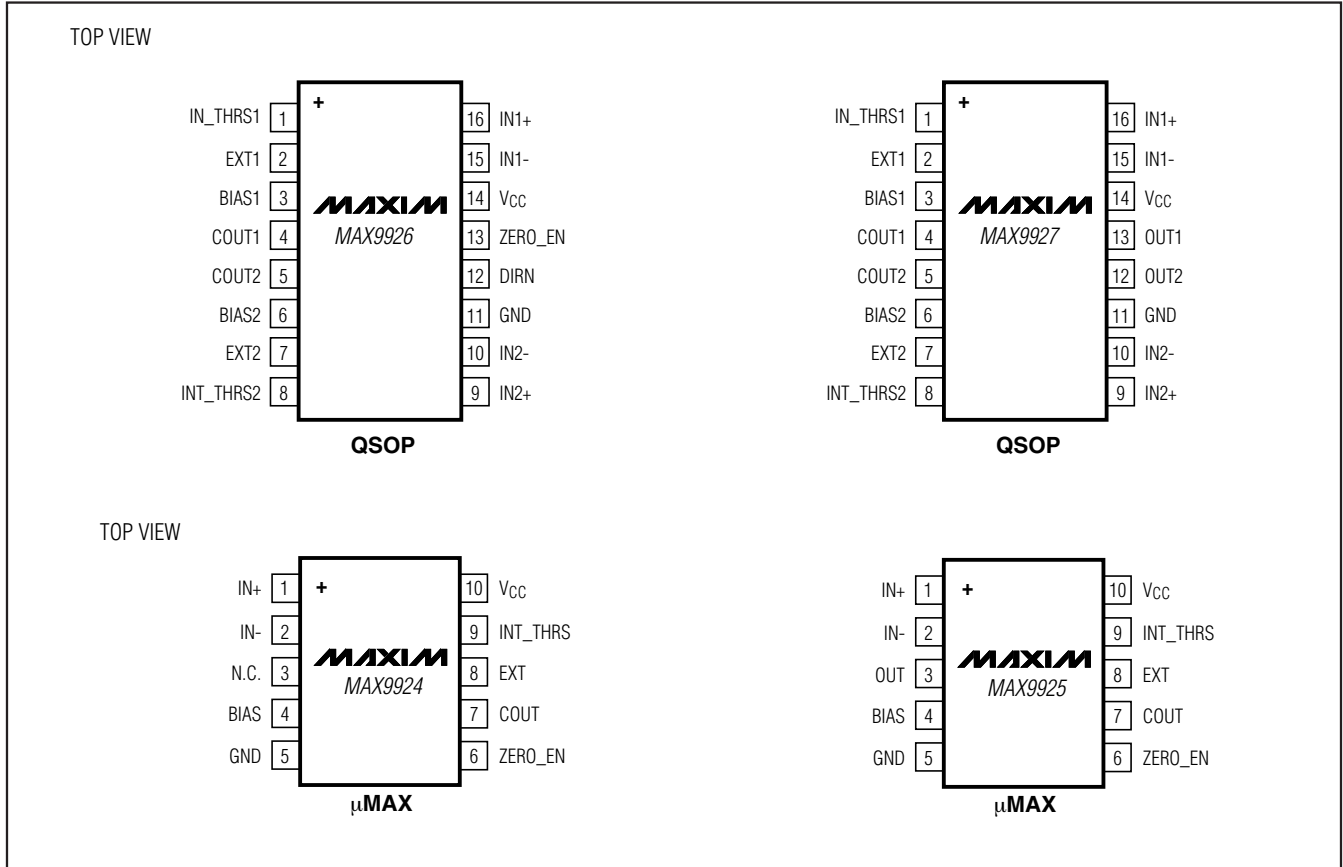 TOP VIEW
+
MAXIM
MAX9926
IN_THRS1 1
EXT1 2
BIAS1 3
COUT1 4
COUT2 5
BIAS2 6
EXT2 7
INT_THRS2 8
16 IN1+
15 IN1-
14 VCC
13 ZERO_EN
12 DIRN
11 GND
10 IN2-
9 IN2+
QSOP
+
MAXIM
MAX9927
IN_THRS1 1
EXT1 2
BIAS1 3
COUT1 4
COUT2 5
BIAS2 6
EXT2 7
INT_THRS2 8
16 IN1+
15 IN1-
14 VCC
13 OUT1
12 OUT2
11 GND
10 IN2-
9 IN2+
QSOP
TOP VIEW
+
MAXIM
MAX9924
IN+ 1
IN- 2
N.C. 3
BIAS 4
GND 5
10 VCC
9 INT_THRS
8 EXT
7 COUT
6 ZERO_EN
μMAX
+
MAXIM
MAX9925
IN+ 1
IN- 2
OUT 3
BIAS 4
GND 5
10 VCC
9 INT_THRS
8 EXT
7 COUT
6 ZERO_EN
μMAX